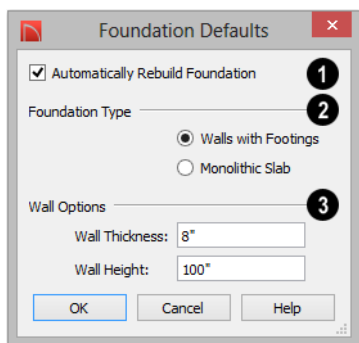 Foundation Defaults
Automatically Rebuild Foundation 1
Foundation Type 2
Walls with Footings
Monolithic Slab
Wall Options 3
Wall Thickness: 8"
Wall Height: 100"
OK Cancel Help